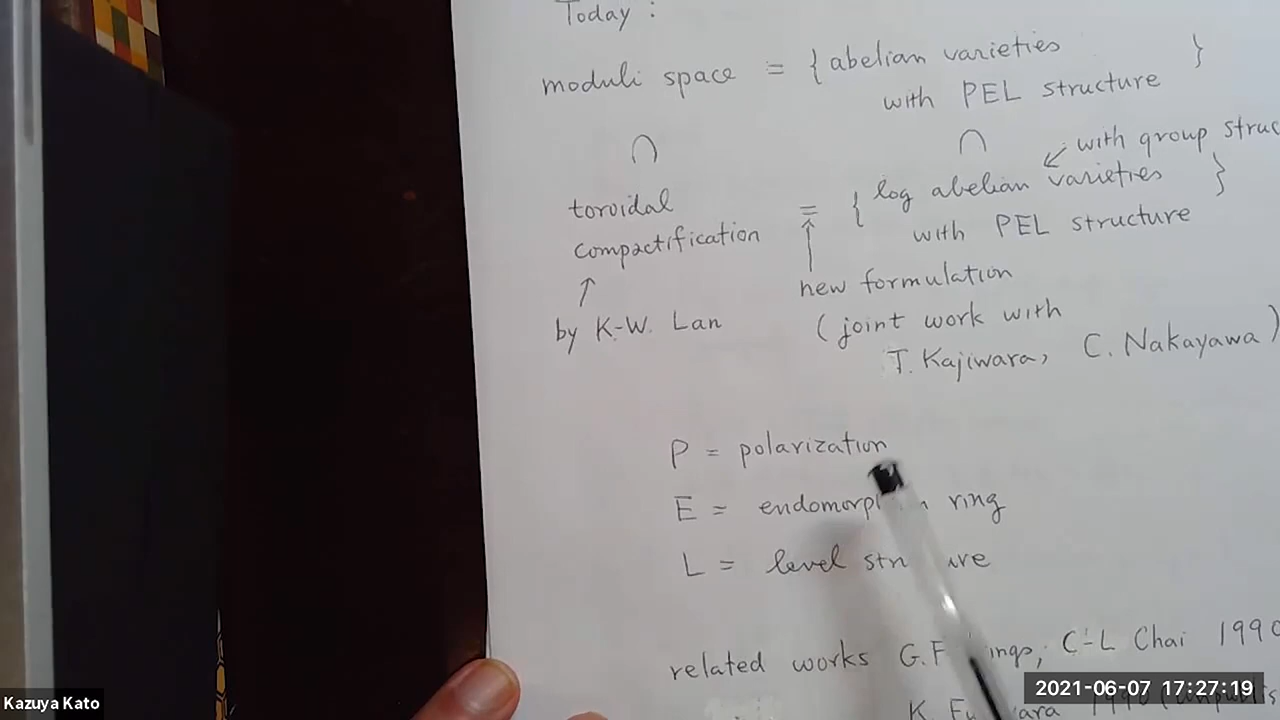 Today :
moduli space = { abelian varieties }
with PEL structure
∩ ∩
with group struc
toroidal compactification = { log abelian varieties }
with PEL structure
by K-W. Lan
new formulation
( joint work with
T. Kajiwara, C. Nakayawa )
P = polarization
E = ring
L = level
related works C-L Chai 1990
K.
Kazuya Kato
2021-06-07 17:27:19